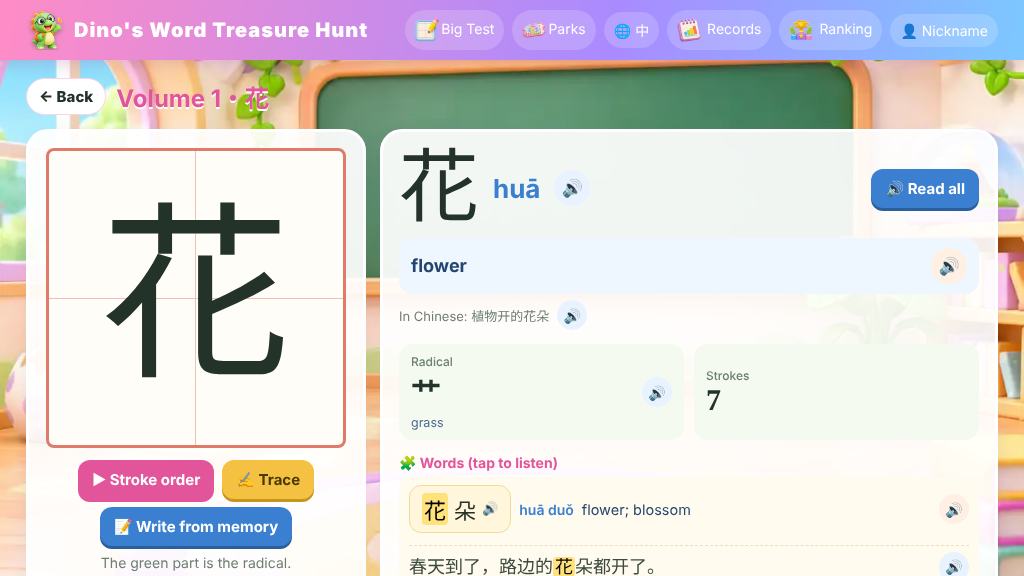 Dino's Word Treasure Hunt
Big Test
Parks
中
Records
Ranking
Nickname
← Back
Volume 1 · 花
花
▶ Stroke order
Trace
Write from memory
The green part is the radical.
花 huā
Read all
flower
In Chinese: 植物开的花朵
Radical
艹
grass
Strokes
7
Words (tap to listen)
花朵 huā duǒ flower; blossom
春天到了，路边的花朵都开了。